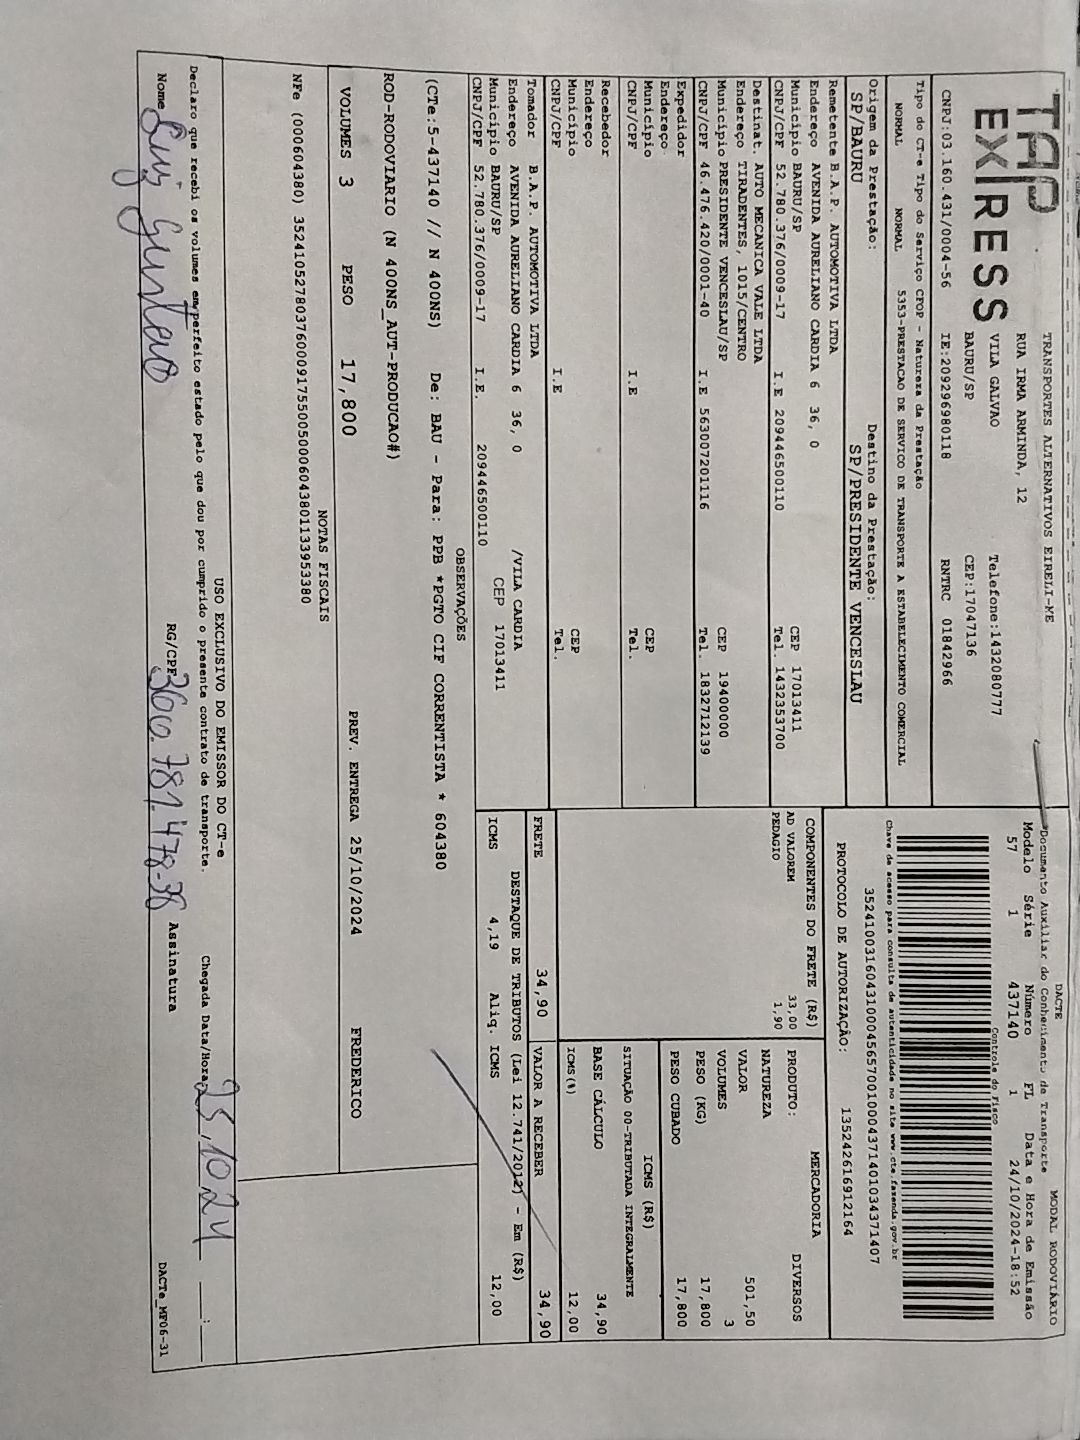 TAP
EXPRESS
TRANSPORTES ALTERNATIVOS EIRELI-ME
RUA IRMA ARMINDA, 12
VILA GALVAO Telefone:1432080777
BAURU/SP CEP:17047136
CNPJ:03.160.431/0004-56 IE:209296980118 RNTRC 01842966
Tipo do CT-e Tipo do Serviço CFOP - Natureza da Prestação
NORMAL NORMAL 5353-PRESTACAO DE SERVICO DE TRANSPORTE A ESTABELECIMENTO COMERCIAL
Origem da Prestação: Destino da Prestação:
SP/BAURU SP/PRESIDENTE VENCESLAU
Remetente B.A.P. AUTOMOTIVA LTDA
Endereço AVENIDA AURELIANO CARDIA 6 36, 0
Município BAURU/SP CEP 17013411
CNPJ/CPF 52.780.376/0009-17 I.E 209446500110 Tel. 1432353700
Destinat. AUTO MECANICA VALE LTDA
Endereço TIRADENTES, 1015/CENTRO
Município PRESIDENTE VENCESLAU/SP CEP 19400000
CNPJ/CPF 46.476.420/0001-40 I.E 563007201116 Tel. 1832712139
Expedidor
Endereço
Município CEP
CNPJ/CPF I.E Tel.
Recebedor
Endereço
Município CEP
CNPJ/CPF I.E Tel.
Tomador B.A.P. AUTOMOTIVA LTDA
Endereço AVENIDA AURELIANO CARDIA 6 36, 0 /VILA CARDIA
Município BAURU/SP CEP 17013411
CNPJ/CPF 52.780.376/0009-17 I.E. 209446500110
DACTE MODAL RODOVIÁRIO
Documento Auxiliar do Conhecimento de Transporte
Modelo Série Número FL Data e Hora de Emissão
57 1 437140 1 24/10/2024-18:52
Controle do Fisco
Chave de acesso para consulta de autenticidade no site www.cte.fazenda.gov.br
35241003160431000456570010004371401034371407
PROTOCOLO DE AUTORIZAÇÃO: 135242616912164
COMPONENTES DO FRETE (R$)
AD VALOREM 33,00
PEDAGIO 1,90
MERCADORIA
PRODUTO: DIVERSOS
NATUREZA
VALOR 501,50
VOLUMES 3
PESO (KG) 17,800
PESO CUBADO 17,800
ICMS (R$)
SITUAÇÃO 00-TRIBUTADA INTEGRALMENTE
BASE CÁLCULO 34,90
ICMS (%) 12,00
FRETE 34,90 VALOR A RECEBER 34,90
DESTAQUE DE TRIBUTOS (Lei 12.741/2012) - Em (R$)
ICMS 4,19 Aliq. ICMS 12,00
OBSERVAÇÕES
(CTe:5-437140 // N 400NS) De: BAU - Para: PPB *PGTO CIF CORRENTISTA * 604380
ROD-RODOVIARIO (N 400NS_AUT-PRODUCAO#)
VOLUMES 3 PESO 17,800 PREV. ENTREGA 25/10/2024 FREDERICO
NOTAS FISCAIS
NFe (000604380) 35241052780376000917550050006043801133953380
USO EXCLUSIVO DO EMISSOR DO CT-e
Declaro que recebi os volumes em perfeito estado pelo que dou por cumprido o presente contrato de transporte. Chegada Data/Hora: 25,10,24 __:__
Nome Luiz Gustavo RG/CPF 360.781.478-38 Assinatura
DACTe_MF06-31